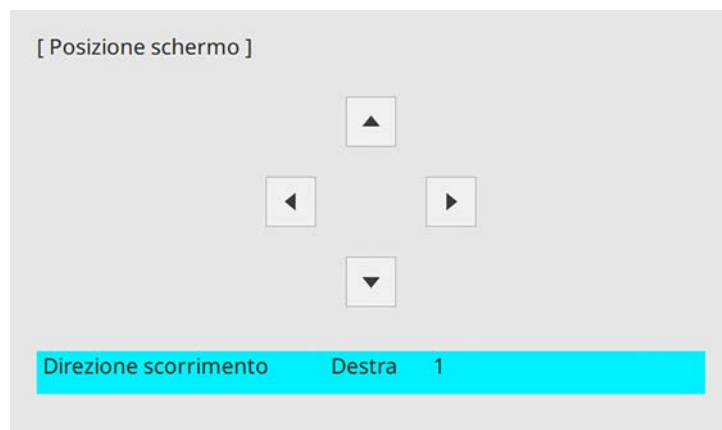 [ Posizione schermo ]
Direzione scorrimento Destra 1